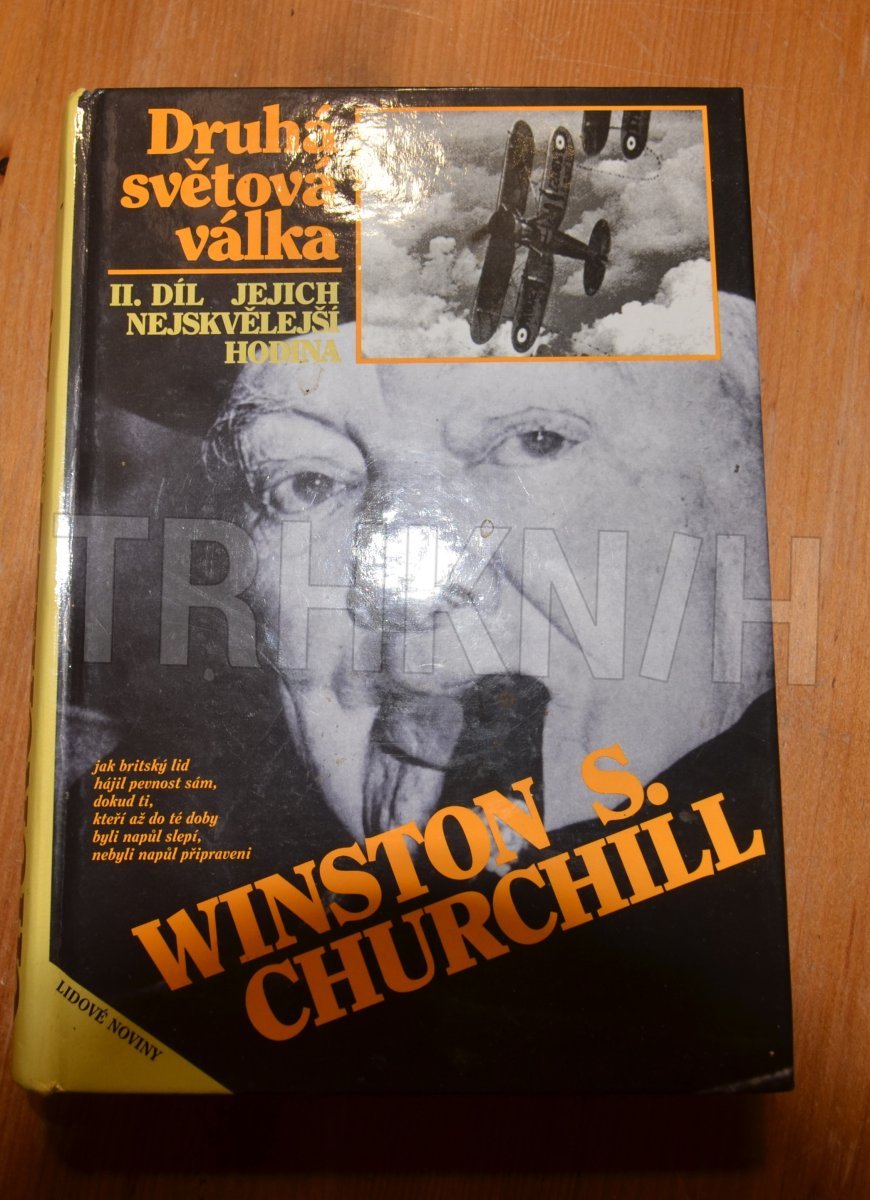 Druhá
světová
válka
II. DÍL JEJICH
NEJSKVĚLEJŠÍ
HODINA
TRHKN/H
jak britský lid
hájil pevnost sám,
dokud ti,
kteří až do té doby
byli napůl slepí,
nebyli napůl připraveni
WINSTON S.
CHURCHILL
LIDOVÉ NOVINY